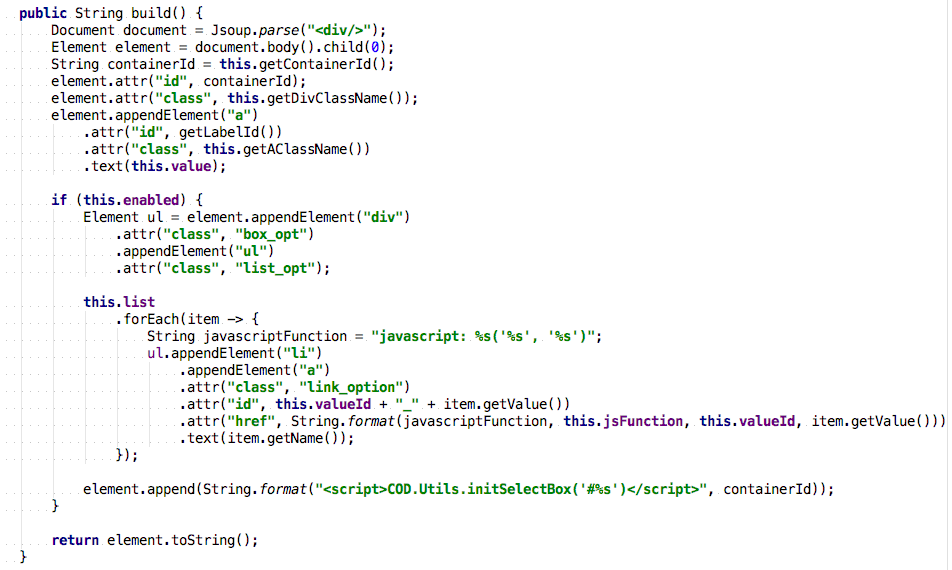 public String build() {
    Document document = Jsoup.parse("<div/>");
    Element element = document.body().child(0);
    String containerId = this.getContainerId();
    element.attr("id", containerId);
    element.attr("class", this.getDivClassName());
    element.appendElement("a")
        .attr("id", getLabelId())
        .attr("class", this.getAClassName())
        .text(this.value);

    if (this.enabled) {
        Element ul = element.appendElement("div")
            .attr("class", "box_opt")
            .appendElement("ul")
            .attr("class", "list_opt");

        this.list
            .forEach(item -> {
                String javascriptFunction = "javascript: %s('%s', '%s')";
                ul.appendElement("li")
                    .appendElement("a")
                    .attr("class", "link_option")
                    .attr("id", this.valueId + "_" + item.getValue())
                    .attr("href", String.format(javascriptFunction, this.jsFunction, this.valueId, item.getValue()))
                    .text(item.getName());
            });

        element.append(String.format("<script>COD.Utils.initSelectBox('#%s')</script>", containerId));
    }

    return element.toString();
}